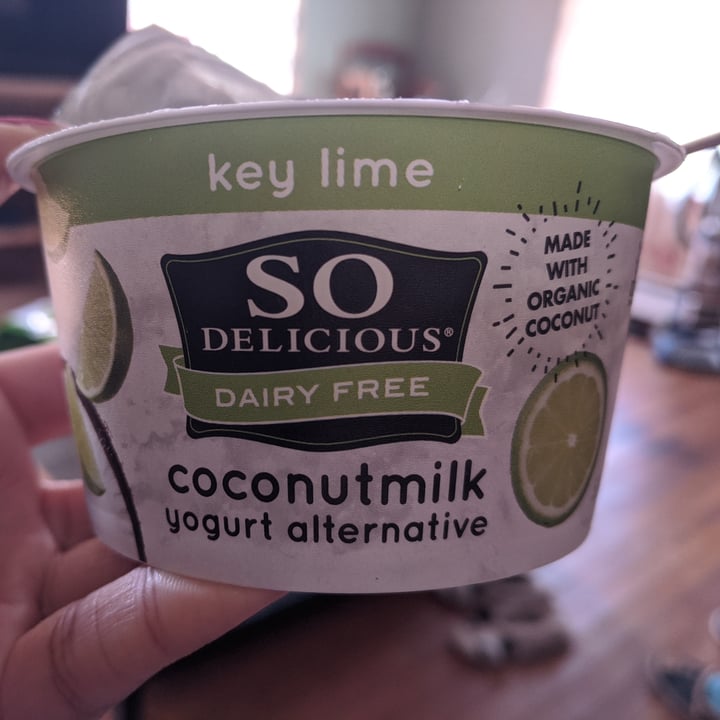 key lime
SO
DELICIOUS®
DAIRY FREE
coconutmilk
yogurt alternative
MADE
WITH
ORGANIC
COCONUT